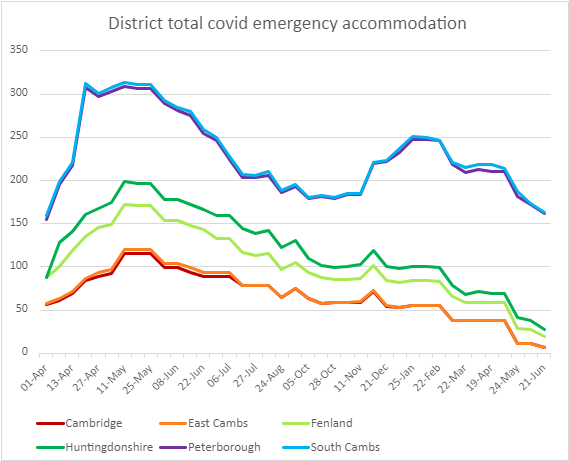 District total covid emergency accommodation
350
300
250
200
150
100
50
0
01-Apr 13-Apr 27-Apr 11-May 25-May 08-Jun 22-Jun 06-Jul 27-Jul 24-Aug 05-Oct 28-Oct 11-Nov 30-Nov 25-Jan 22-Feb 22-Mar 19-Apr 24-May 21-Jun
Cambridge East Cambs Fenland
Huntingdonshire Peterborough South Cambs